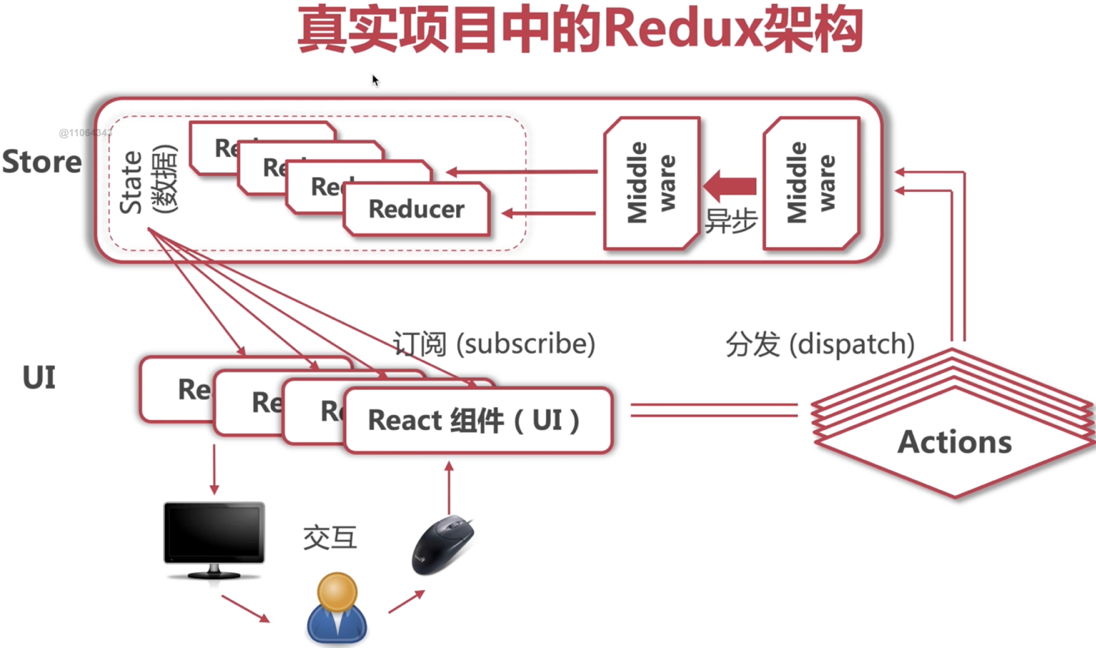 真实项目中的Redux架构
@11064342
Store
State
(数据)
Re
Re
Red
Reducer
Middle
ware
异步
Middle
ware
订阅 (subscribe)
分发 (dispatch)
UI
Re
Re
R
React 组件（UI）
Actions
交互